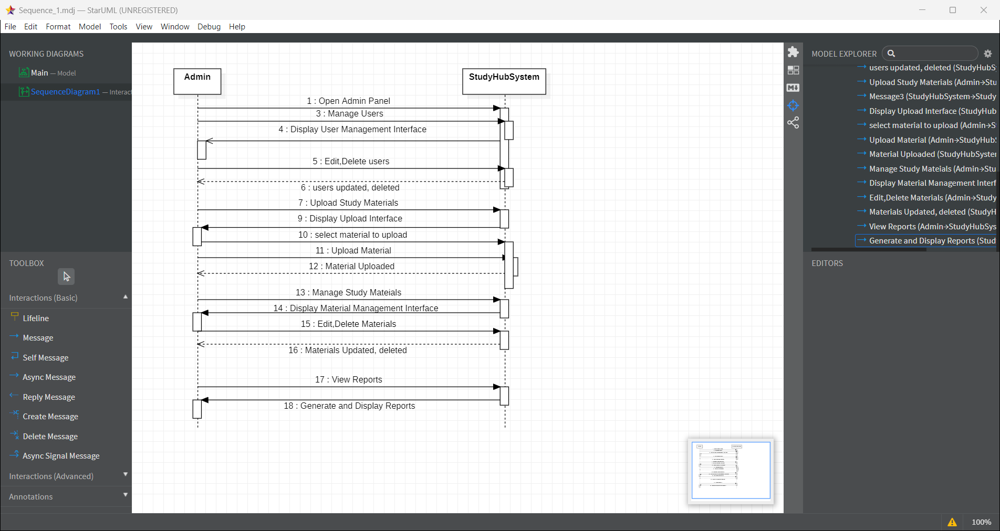 Sequence_1.mdj — StarUML (UNREGISTERED)
File Edit Format Model Tools View Window Debug Help
WORKING DIAGRAMS
Main — Model
SequenceDiagram1 — Interact
TOOLBOX
Interactions (Basic)
Lifeline
Message
Self Message
Async Message
Reply Message
Create Message
Delete Message
Async Signal Message
Interactions (Advanced)
Annotations
Admin
StudyHubSystem
1 : Open Admin Panel
3 : Manage Users
4 : Display User Management Interface
5 : Edit,Delete users
6 : users updated, deleted
7 : Upload Study Materials
9 : Display Upload Interface
10 : select material to upload
11 : Upload Material
12 : Material Uploaded
13 : Manage Study Mateials
14 : Display Material Management Interface
15 : Edit,Delete Materials
16 : Materials Updated, deleted
17 : View Reports
18 : Generate and Display Reports
MODEL EXPLORER
users updated, deleted (StudyHubS
Upload Study Materials (Admin→Stu
Message3 (StudyHubSystem→Study
Display Upload Interface (StudyHub
select material to upload (Admin→S
Upload Material (Admin→StudyHub
Material Uploaded (StudyHubSyster
Manage Study Mateials (Admin→Stu
Display Material Management Interf
Edit,Delete Materials (Admin→Study
Materials Updated, deleted (StudyH
View Reports (Admin→StudyHubSys
Generate and Display Reports (Stud
EDITORS
100%